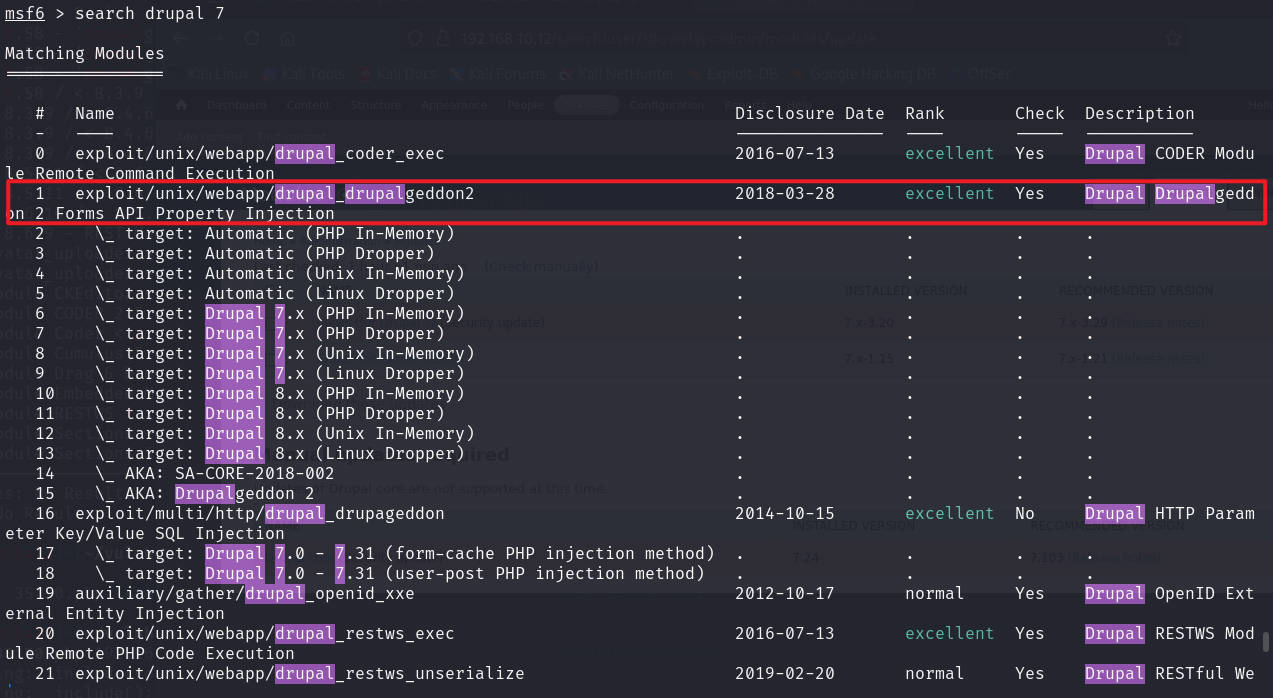 msf6 > search drupal 7
Matching Modules
# Name Disclosure Date Rank Check Description
- ---- --------------- ---- ----- -----------
0 exploit/unix/webapp/drupal_coder_exec 2016-07-13 excellent Yes Drupal CODER Modu
le Remote Command Execution
1 exploit/unix/webapp/drupal_drupalgeddon2 2018-03-28 excellent Yes Drupal Drupalgedd
on 2 Forms API Property Injection
2 \_ target: Automatic (PHP In-Memory) . . . .
3 \_ target: Automatic (PHP Dropper) . . . .
4 \_ target: Automatic (Unix In-Memory) . . . .
5 \_ target: Automatic (Linux Dropper) . . . .
6 \_ target: Drupal 7.x (PHP In-Memory) . . . .
7 \_ target: Drupal 7.x (PHP Dropper) . . . .
8 \_ target: Drupal 7.x (Unix In-Memory) . . . .
9 \_ target: Drupal 7.x (Linux Dropper) . . . .
10 \_ target: Drupal 8.x (PHP In-Memory) . . . .
11 \_ target: Drupal 8.x (PHP Dropper) . . . .
12 \_ target: Drupal 8.x (Unix In-Memory) . . . .
13 \_ target: Drupal 8.x (Linux Dropper) . . . .
14 \_ AKA: SA-CORE-2018-002 . . . .
15 \_ AKA: Drupalgeddon 2 . . . .
16 exploit/multi/http/drupal_drupageddon 2014-10-15 excellent No Drupal HTTP Param
eter Key/Value SQL Injection
17 \_ target: Drupal 7.0 - 7.31 (form-cache PHP injection method) . . . .
18 \_ target: Drupal 7.0 - 7.31 (user-post PHP injection method) . . . .
19 auxiliary/gather/drupal_openid_xxe 2012-10-17 normal Yes Drupal OpenID Ext
ernal Entity Injection
20 exploit/unix/webapp/drupal_restws_exec 2016-07-13 excellent Yes Drupal RESTWS Mod
ule Remote PHP Code Execution
21 exploit/unix/webapp/drupal_restws_unserialize 2019-02-20 normal Yes Drupal RESTful We